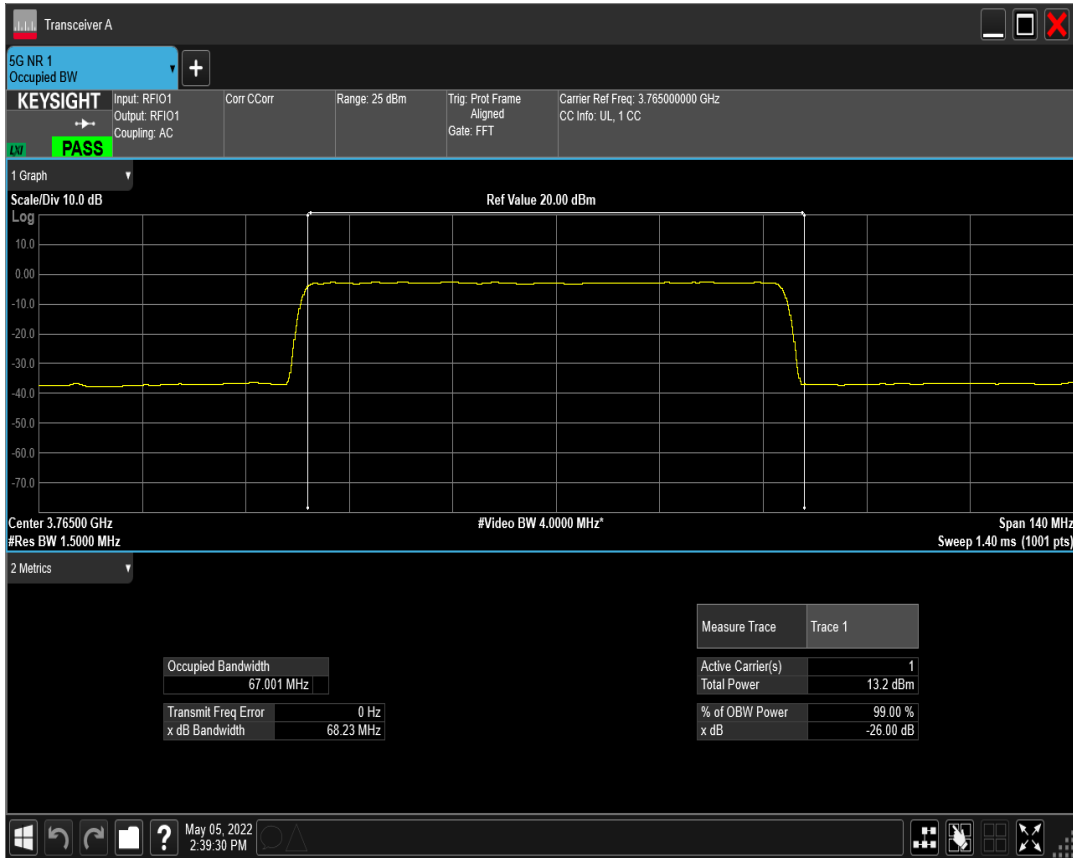 Transceiver A
5G NR 1
Occupied BW
KEYSIGHT
LXI
PASS
Input: RFIO1
Output: RFIO1
Coupling: AC
Corr CCorr
Range: 25 dBm
Trig: Prot Frame
Aligned
Gate: FFT
Carrier Ref Freq: 3.765000000 GHz
CC Info: UL, 1 CC
1 Graph
Scale/Div 10.0 dB
Ref Value 20.00 dBm
Log
10.0
0.00
-10.0
-20.0
-30.0
-40.0
-50.0
-60.0
-70.0
Center 3.76500 GHz
#Video BW 4.0000 MHz*
Span 140 MHz
#Res BW 1.5000 MHz
Sweep 1.40 ms (1001 pts)
2 Metrics
Measure Trace Trace 1
Occupied Bandwidth
67.001 MHz
Active Carrier(s) 1
Total Power 13.2 dBm
Transmit Freq Error 0 Hz
x dB Bandwidth 68.23 MHz
% of OBW Power 99.00 %
x dB -26.00 dB
?
May 05, 2022
2:39:30 PM